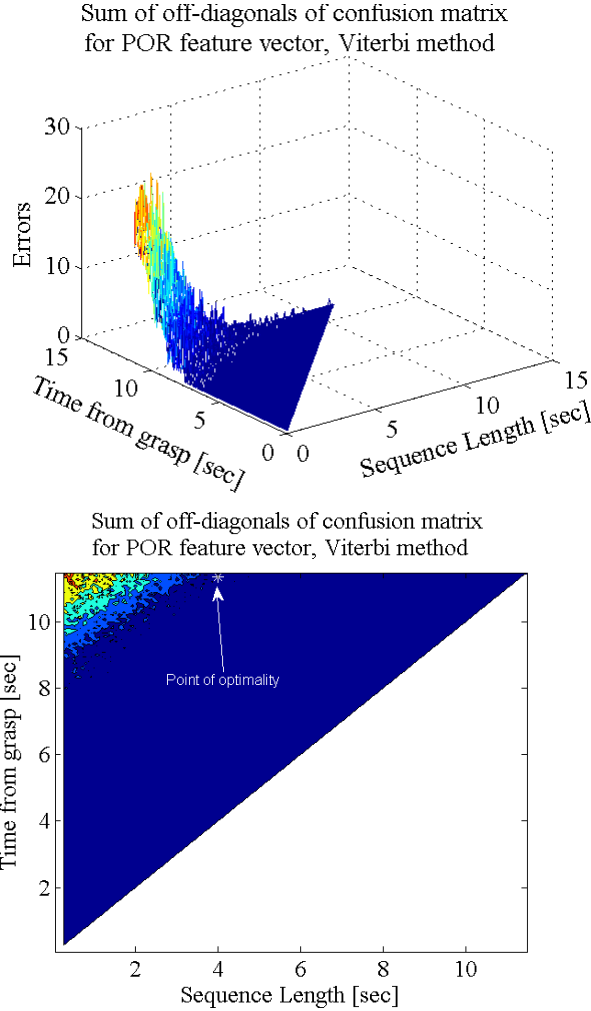 Sum of off-diagonals of confusion matrix
for POR feature vector, Viterbi method
30
20
10
0
Errors
15
10
5
0
Time from grasp [sec]
0
5
10
15
Sequence Length [sec]
Sum of off-diagonals of confusion matrix
for POR feature vector, Viterbi method
10
8
6
4
2
Time from grasp [sec]
Point of optimality
2
4
6
8
10
Sequence Length [sec]